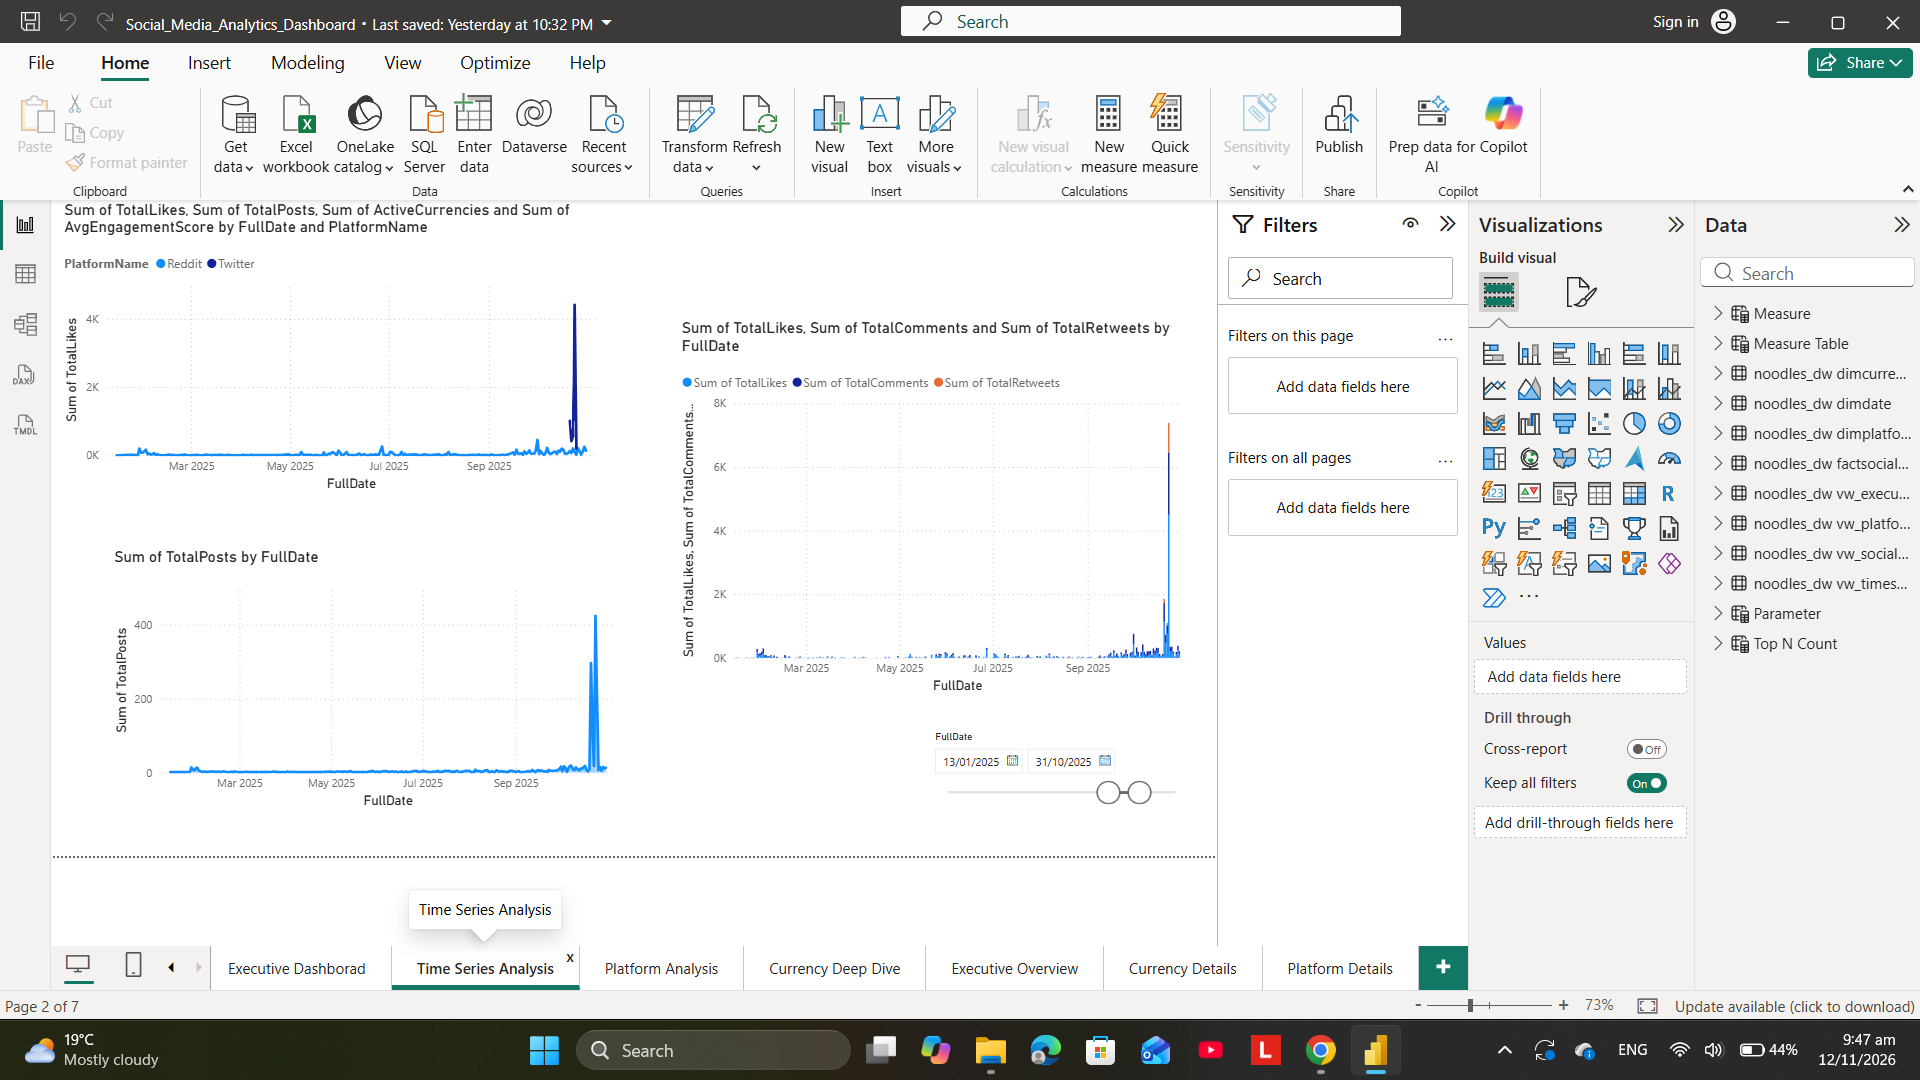 Social_Media_Analytics_Dashboard • Last saved: Yesterday at 10:32 PM
Search
Sign in
File
Home
Insert
Modeling
View
Optimize
Help
Share
Paste
Cut
Copy
Format painter
Clipboard
Get data
Excel workbook
OneLake catalog
SQL Server
Enter data
Dataverse
Recent sources
Data
Transform data
Refresh
Queries
New visual
Text box
More visuals
Insert
New visual calculation
New measure
Quick measure
Calculations
Sensitivity
Sensitivity
Publish
Share
Prep data for AI
Copilot
Copilot
Sum of TotalLikes, Sum of TotalPosts, Sum of ActiveCurrencies and Sum of
AvgEngagementScore by FullDate and PlatformName
PlatformName Reddit Twitter
Sum of TotalLikes
4K
2K
0K
Mar 2025 May 2025 Jul 2025 Sep 2025
FullDate
Sum of TotalPosts by FullDate
Sum of TotalPosts
400
200
0
Mar 2025 May 2025 Jul 2025 Sep 2025
FullDate
Sum of TotalLikes, Sum of TotalComments and Sum of TotalRetweets by
FullDate
Sum of TotalLikes Sum of TotalComments Sum of TotalRetweets
Sum of TotalLikes, Sum of TotalComments...
8K
6K
4K
2K
0K
Mar 2025 May 2025 Jul 2025 Sep 2025
FullDate
FullDate
13/01/2025 31/10/2025
Filters
Search
Filters on this page ...
Add data fields here
Filters on all pages ...
Add data fields here
Visualizations
Build visual
123
R
Py
...
Values
Add data fields here
Drill through
Cross-report Off
Keep all filters On
Add drill-through fields here
Data
Search
Measure
Measure Table
noodles_dw dimcurre...
noodles_dw dimdate
noodles_dw dimplatfo...
noodles_dw factsocial...
noodles_dw vw_execu...
noodles_dw vw_platfo...
noodles_dw vw_social...
noodles_dw vw_times...
Parameter
Top N Count
DAX
TMDL
Time Series Analysis
Executive Dashborad
Time Series Analysis x
Platform Analysis
Currency Deep Dive
Executive Overview
Currency Details
Platform Details
+
Page 2 of 7
- + 73%
Update available (click to download)
19°C
Mostly cloudy
Search
L
ENG
44%
9:47 am
12/11/2026